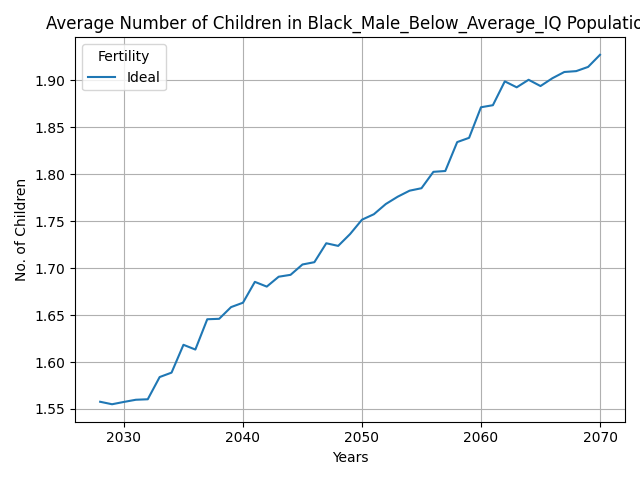 Average Number of Children in Black_Male_Below_Average_IQ Populatio
Fertility
Ideal
No. of Children
1.90
1.85
1.80
1.75
1.70
1.65
1.60
1.55
2030 2040 2050 2060 2070
Years